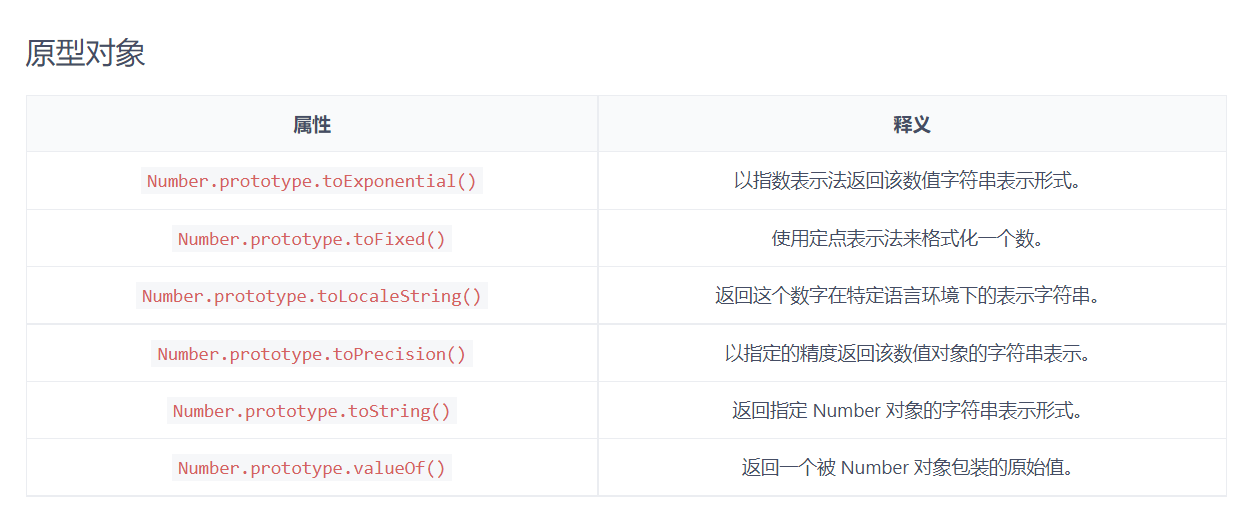 原型对象
属性 释义
Number.prototype.toExponential() 以指数表示法返回该数值字符串表示形式。
Number.prototype.toFixed() 使用定点表示法来格式化一个数。
Number.prototype.toLocaleString() 返回这个数字在特定语言环境下的表示字符串。
Number.prototype.toPrecision() 以指定的精度返回该数值对象的字符串表示。
Number.prototype.toString() 返回指定 Number 对象的字符串表示形式。
Number.prototype.valueOf() 返回一个被 Number 对象包装的原始值。